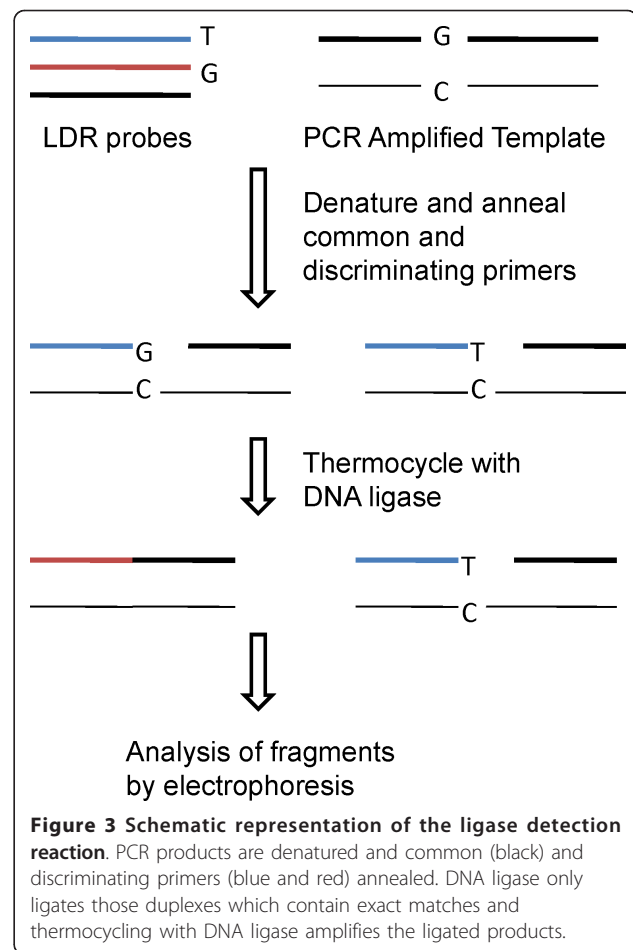 T
G
G
C
LDR probes
PCR Amplified Template
Denature and anneal
common and
discriminating primers
G
C
T
C
Thermocycle with
DNA ligase
T
C
Analysis of fragments
by electrophoresis
Figure 3 Schematic representation of the ligase detection
reaction. PCR products are denatured and common (black) and
discriminating primers (blue and red) annealed. DNA ligase only
ligates those duplexes which contain exact matches and
thermocycling with DNA ligase amplifies the ligated products.